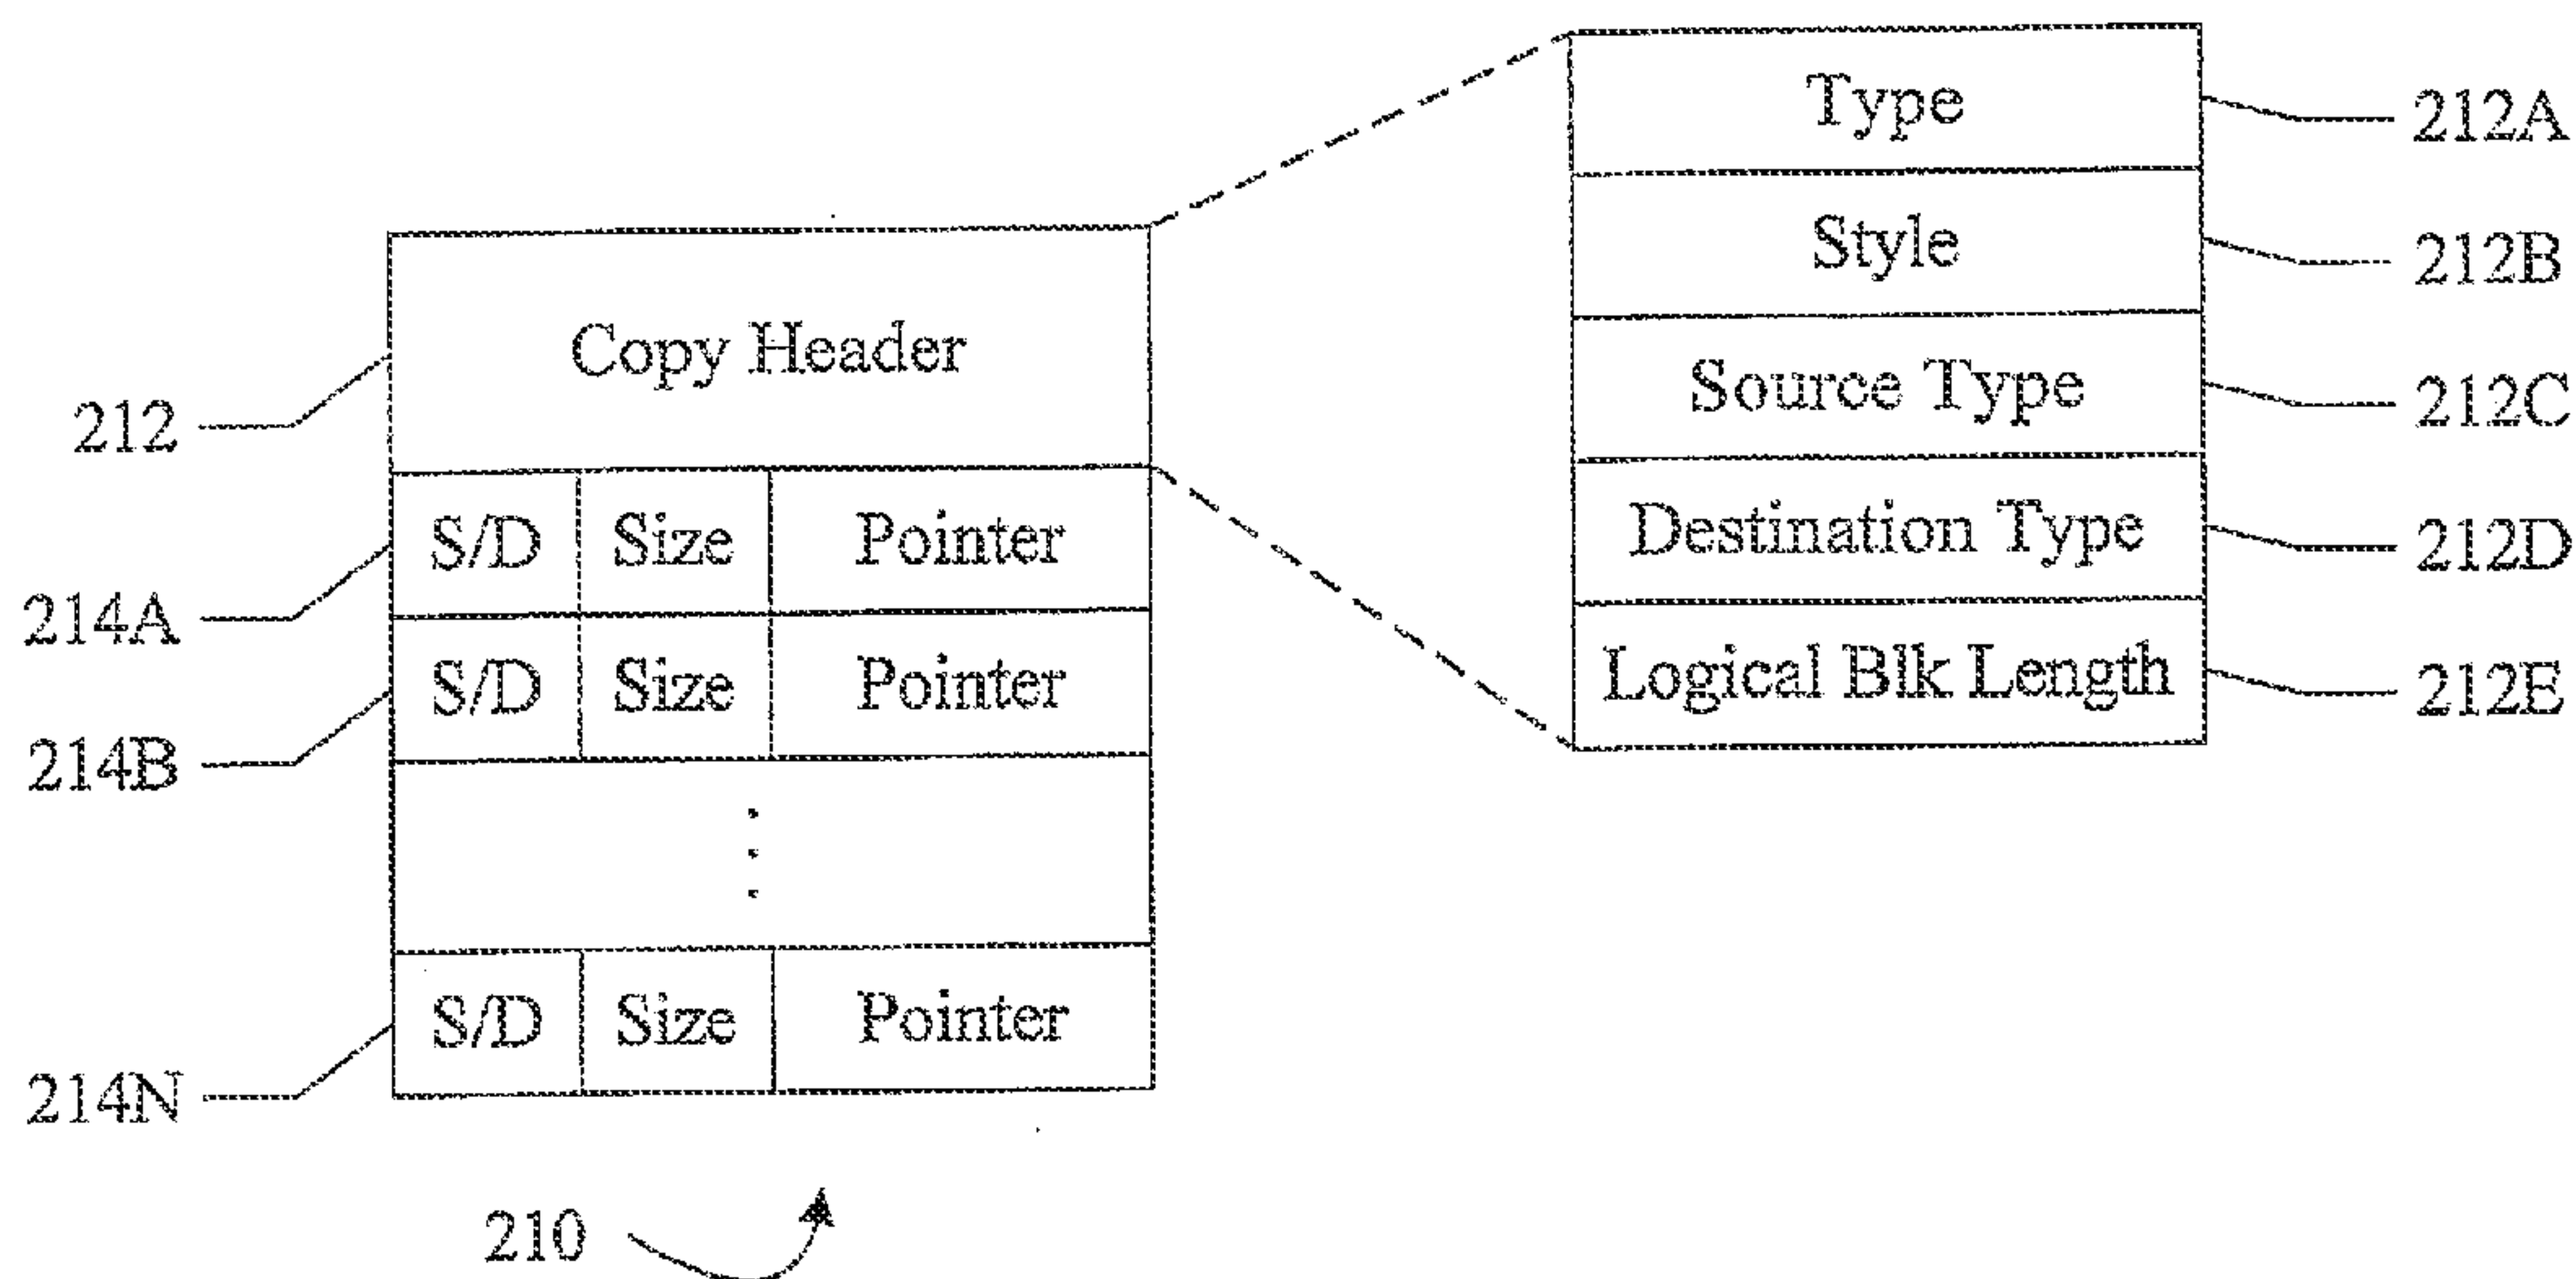 Type 212A
Style 212B
Copy Header
Source Type 212C
212
S/D Size Pointer
Destination Type 212D
214A
S/D Size Pointer
Logical Blk Length 212E
214B
S/D Size Pointer
214N
210